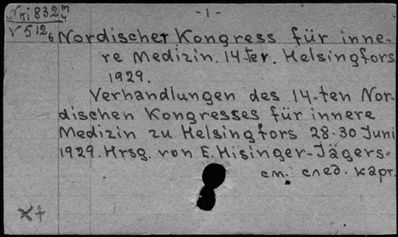 - 1 -
Nordischer Kongress für inne-
re Medizin. 14-ter. Helsingfors
1929.
Verhandlungen des 14-ten Nor-
dischen Kongresses für innere
Medizin zu Helsingfors 28-30 Juni
1929. Hrsg. von E. Hisinger-Jägers-
см. след. карт.